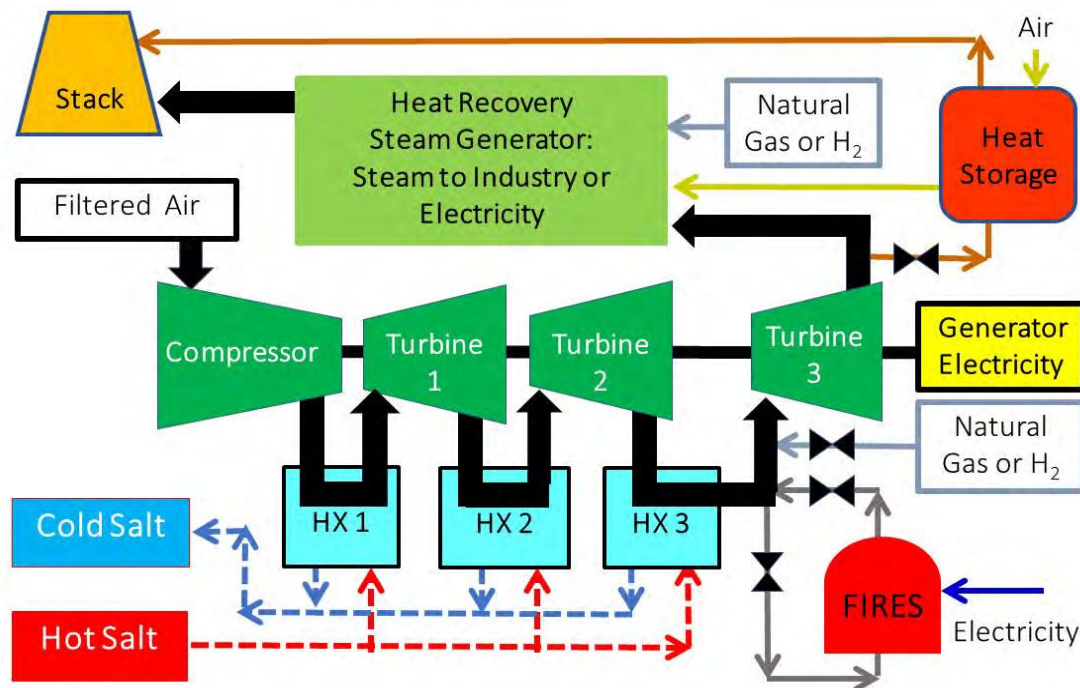 Air
Stack
Heat Recovery
Steam Generator:
Steam to Industry or
Electricity
Natural
Gas or H₂
Heat
Storage
Filtered Air
Compressor
Turbine
1
Turbine
2
Turbine
3
Generator
Electricity
Natural
Gas or H₂
HX 1
HX 2
HX 3
Cold Salt
Hot Salt
FIRES
Electricity